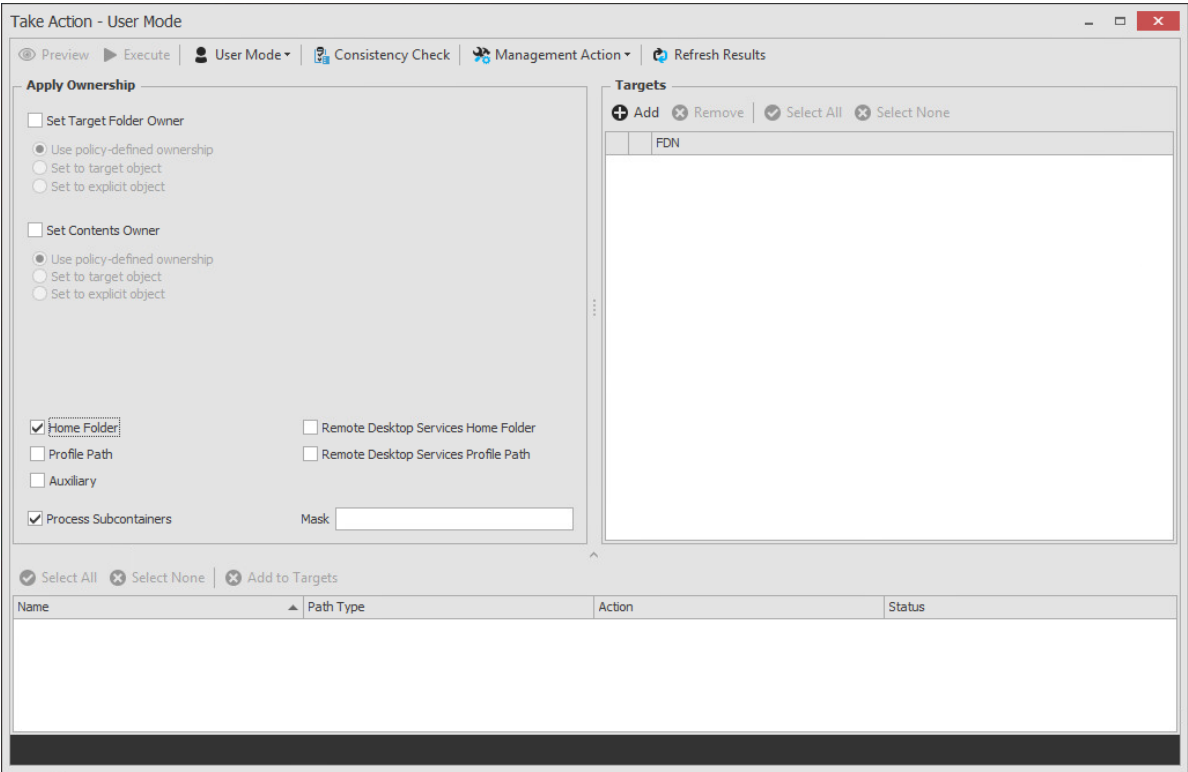 Take Action - User Mode
Preview Execute User Mode Consistency Check Management Action Refresh Results
Apply Ownership
Set Target Folder Owner
Use policy-defined ownership
Set to target object
Set to explicit object
Set Contents Owner
Use policy-defined ownership
Set to target object
Set to explicit object
Home Folder Remote Desktop Services Home Folder
Profile Path Remote Desktop Services Profile Path
Auxiliary
Process Subcontainers Mask
Targets
Add Remove Select All Select None
FDN
Select All Select None Add to Targets
Name Path Type Action Status